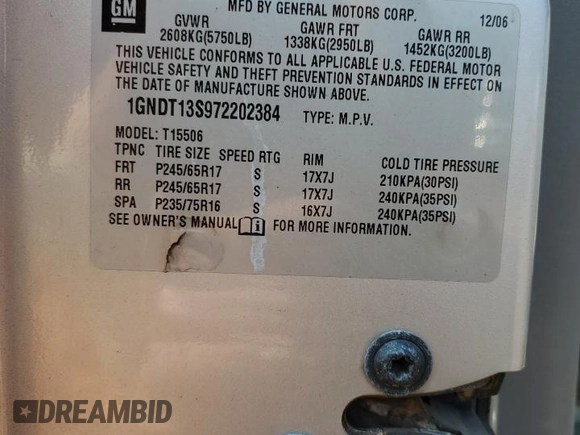 GM
MFD BY GENERAL MOTORS CORP. 12/06
GVWR GAWR FRT GAWR RR
2608KG(5750LB) 1338KG(2950LB) 1452KG(3200LB)
THIS VEHICLE CONFORMS TO ALL APPLICABLE U.S. FEDERAL MOTOR
VEHICLE SAFETY AND THEFT PREVENTION STANDARDS IN EFFECT ON
THE DATE OF MANUFACTURE SHOWN ABOVE.
1GNDT13S972202384 TYPE: M.P.V.
MODEL: T15506
TPNC TIRE SIZE SPEED RTG RIM COLD TIRE PRESSURE
FRT P245/65R17 S 17X7J 210KPA(30PSI)
RR P245/65R17 S 17X7J 240KPA(35PSI)
SPA P235/75R16 S 16X7J 240KPA(35PSI)
SEE OWNER'S MANUAL FOR MORE INFORMATION.
DREAMBID